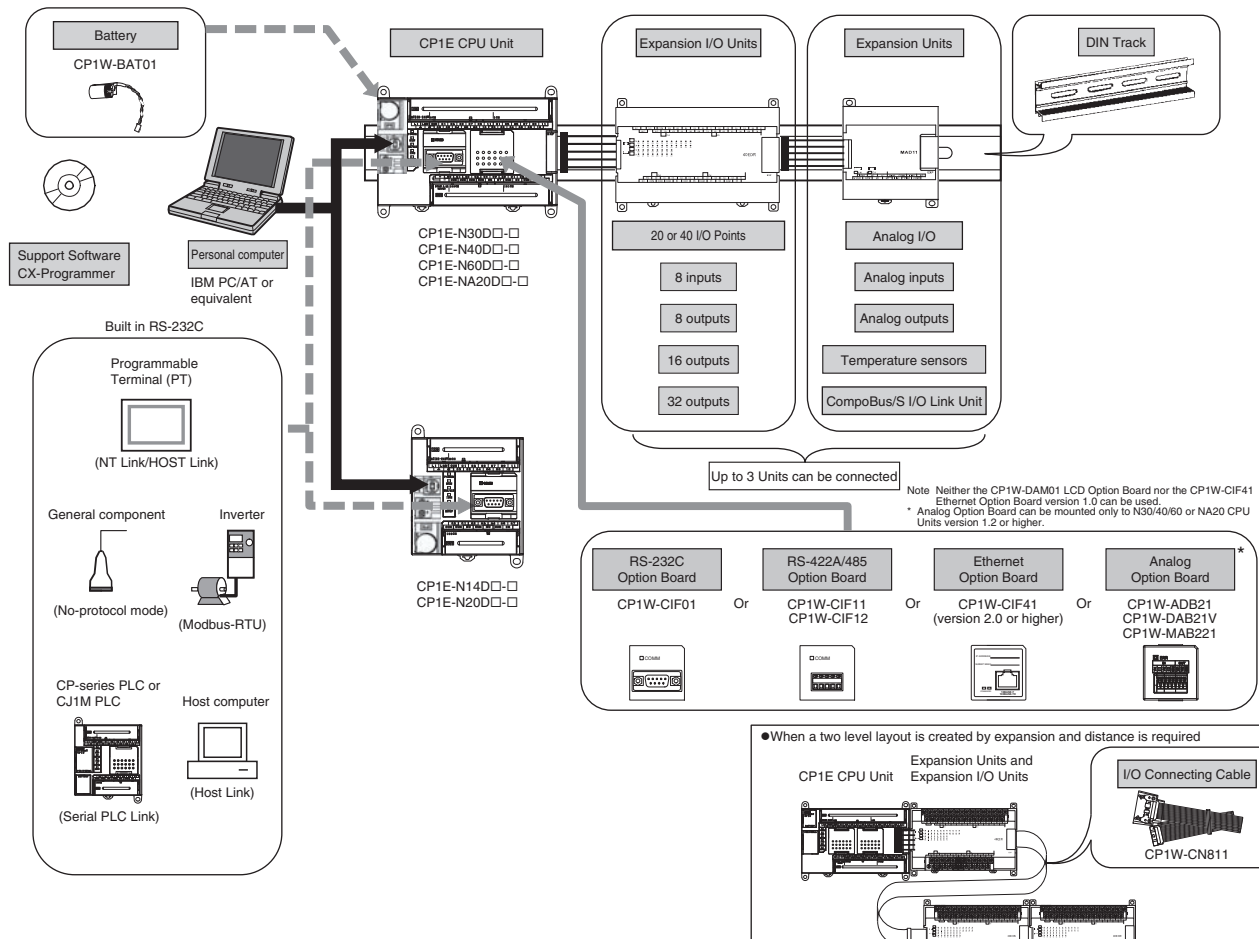 Battery
CP1W-BAT01
CP1E CPU Unit
Expansion I/O Units
Expansion Units
DIN Track
MAD11
Support Software
CX-Programmer
Personal computer
IBM PC/AT or
equivalent
CP1E-N30D□-□
CP1E-N40D□-□
CP1E-N60D□-□
CP1E-NA20D□-□
20 or 40 I/O Points
8 inputs
8 outputs
16 outputs
32 outputs
Analog I/O
Analog inputs
Analog outputs
Temperature sensors
CompoBus/S I/O Link Unit
Up to 3 Units can be connected
Built in RS-232C
Programmable
Terminal (PT)
(NT Link/HOST Link)
General component
(No-protocol mode)
Inverter
(Modbus-RTU)
CP-series PLC or
CJ1M PLC
(Serial PLC Link)
Host computer
(Host Link)
CP1E-N14D□-□
CP1E-N20D□-□
Note Neither the CP1W-DAM01 LCD Option Board nor the CP1W-CIF41
Ethernet Option Board version 1.0 can be used.
* Analog Option Board can be mounted only to N30/40/60 or NA20 CPU
Units version 1.2 or higher.
RS-232C
Option Board
CP1W-CIF01
Or
RS-422A/485
Option Board
CP1W-CIF11
CP1W-CIF12
Or
Ethernet
Option Board
CP1W-CIF41
(version 2.0 or higher)
Or
Analog
Option Board
*
CP1W-ADB21
CP1W-DAB21V
CP1W-MAB221
COMM
COMM
●When a two level layout is created by expansion and distance is required
CP1E CPU Unit
Expansion Units and
Expansion I/O Units
I/O Connecting Cable
CP1W-CN811